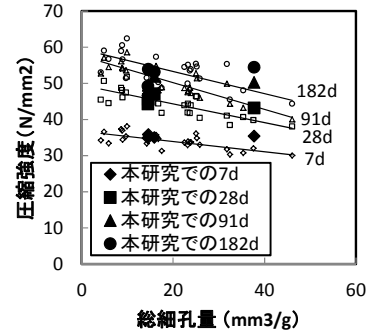 70
60
50
40
30
20
10
0
圧縮強度(N/mm2)
182d
91d
28d
7d
◆本研究での7d
■本研究での28d
▲本研究での91d
●本研究での182d
0 20 40 60
総細孔量(mm3/g)